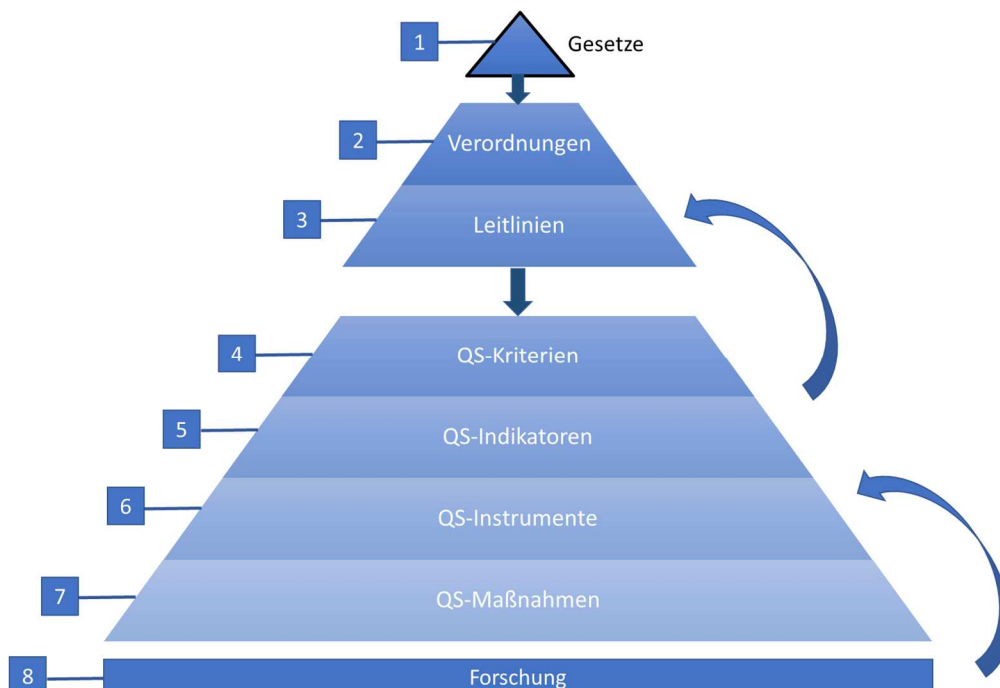 1
Gesetze
2
Verordnungen
3
Leitlinien
4
QS-Kriterien
5
QS-Indikatoren
6
QS-Instrumente
7
QS-Maßnahmen
8
Forschung